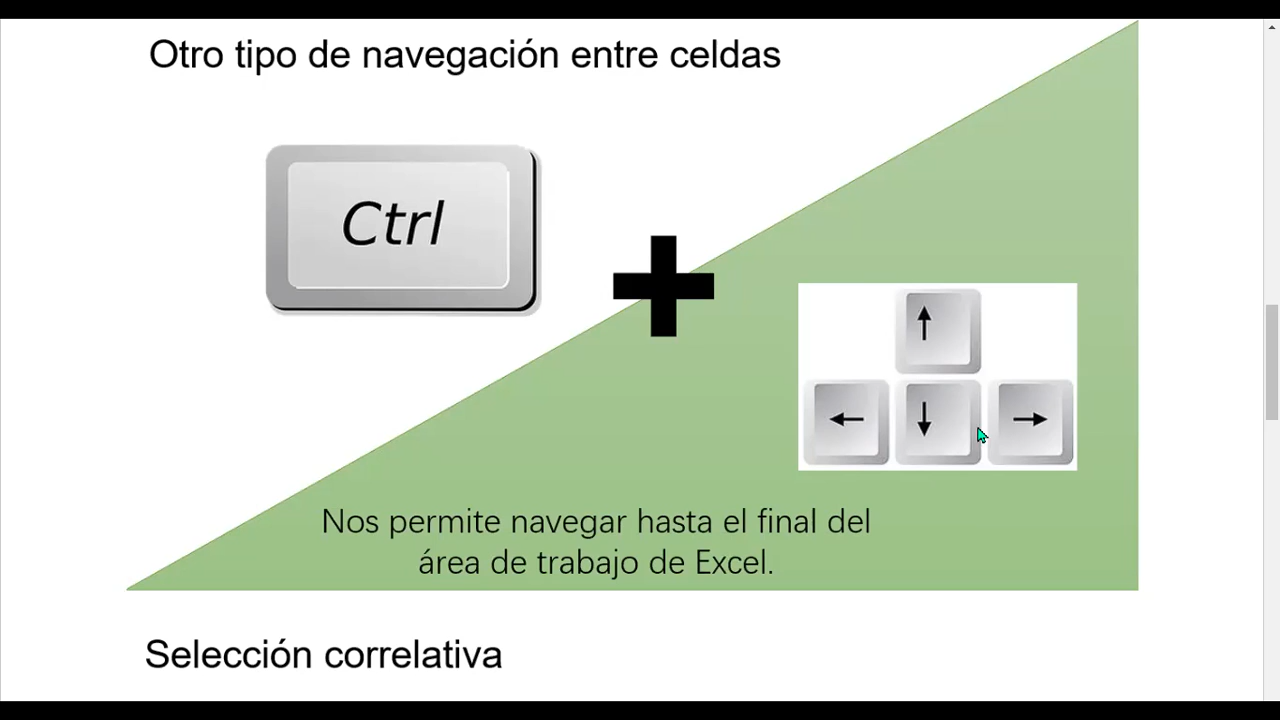 Otro tipo de navegación entre celdas
Ctrl
Nos permite navegar hasta el final del
área de trabajo de Excel.
Selección correlativa